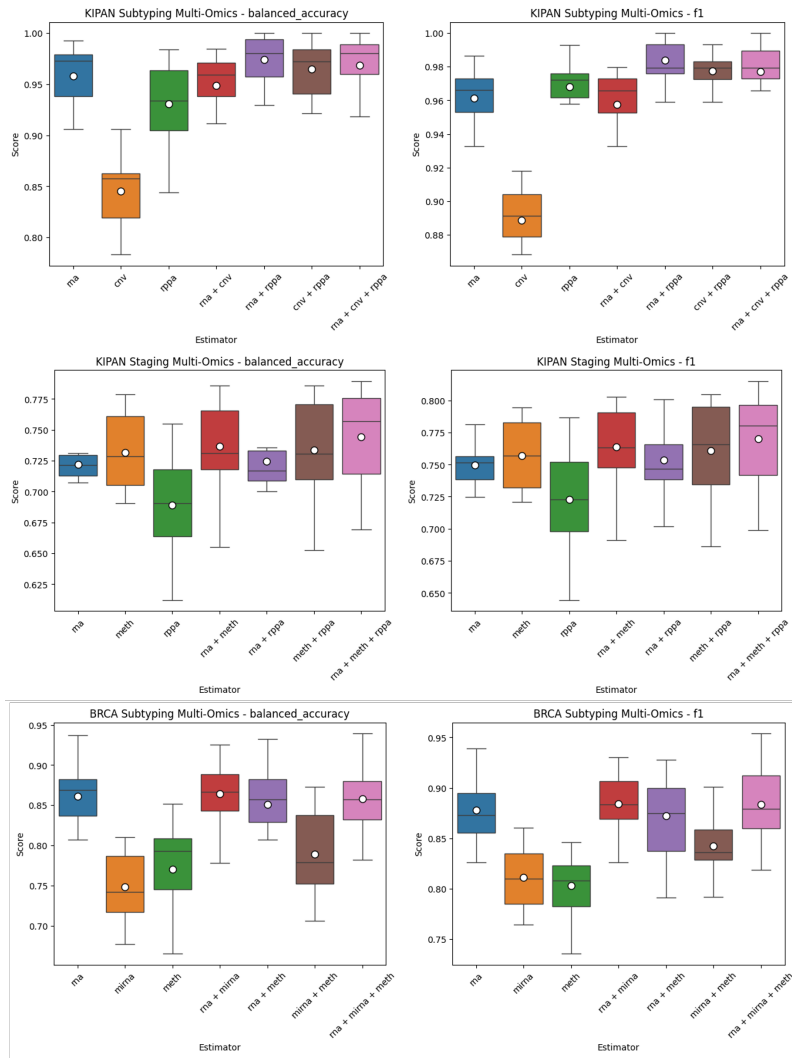 KIPAN Subtyping Multi-Omics - balanced_accuracy
1.00
0.95
0.90
0.85
0.80
Score
rna
cnv
rppa
rna + cnv
rna + rppa
cnv + rppa
rna + cnv + rppa
Estimator
KIPAN Subtyping Multi-Omics - f1
1.00
0.98
0.96
0.94
0.92
0.90
0.88
Score
rna
cnv
rppa
rna + cnv
rna + rppa
cnv + rppa
rna + cnv + rppa
Estimator
KIPAN Staging Multi-Omics - balanced_accuracy
0.775
0.750
0.725
0.700
0.675
0.650
0.625
Score
rna
meth
rppa
rna + meth
rna + rppa
meth + rppa
rna + meth + rppa
Estimator
KIPAN Staging Multi-Omics - f1
0.800
0.775
0.750
0.725
0.700
0.675
0.650
Score
rna
meth
rppa
rna + meth
rna + rppa
meth + rppa
rna + meth + rppa
Estimator
BRCA Subtyping Multi-Omics - balanced_accuracy
0.95
0.90
0.85
0.80
0.75
0.70
Score
rna
mirna
meth
rna + mirna
rna + meth
mirna + meth
rna + mirna + meth
Estimator
BRCA Subtyping Multi-Omics - f1
0.95
0.90
0.85
0.80
0.75
Score
rna
mirna
meth
rna + mirna
rna + meth
mirna + meth
rna + mirna + meth
Estimator